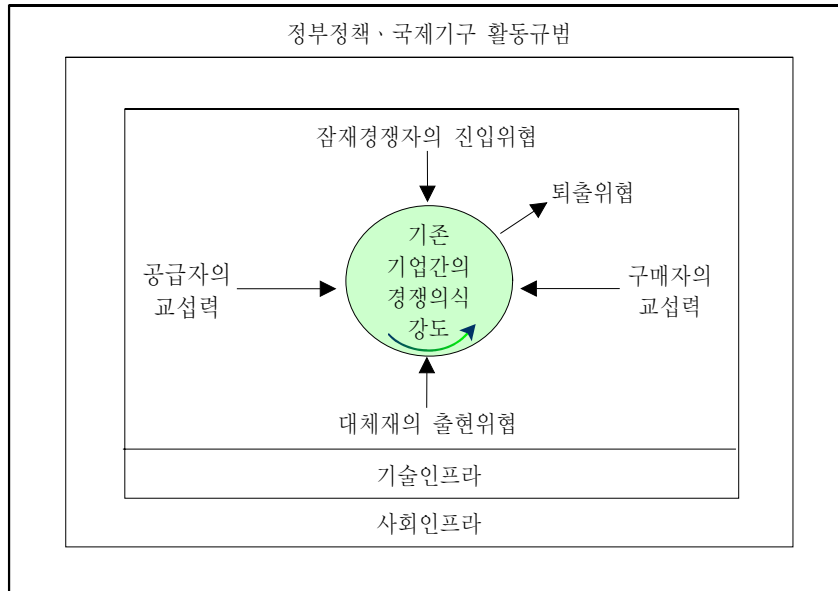 정부정책、국제기구 활동규범
잠재경쟁자의 진입위협
퇴출위협
기존
기업간의
경쟁의식
강도
공급자의
교섭력
구매자의
교섭력
대체재의 출현위협
기술인프라
사회인프라